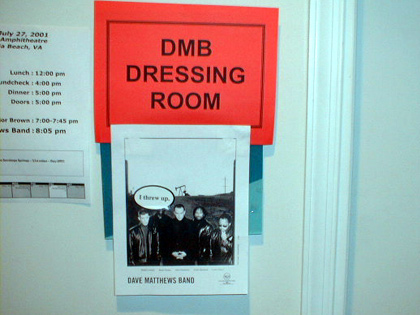 July 27, 2001
Amphitheatre
a Beach, VA
Lunch : 12:00 pm
undcheck : 4:00 pm
Dinner : 5:00 pm
Doors : 5:00 pm
or Brown : 7:00-7:45 pm
ws Band : 8:05 pm
DMB
DRESSING
ROOM
I threw up.
DAVE MATTHEWS BAND